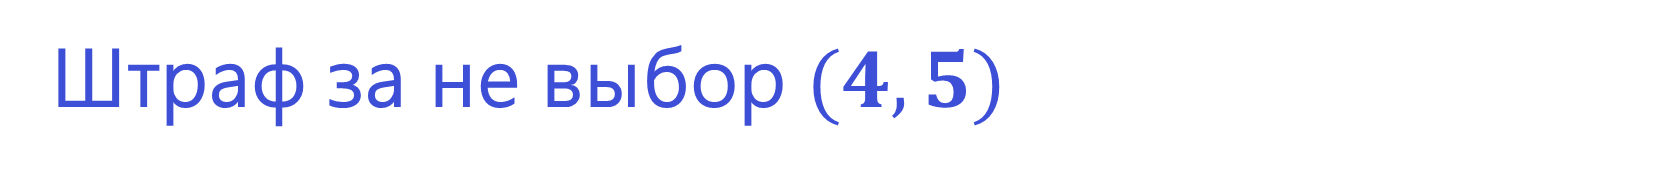 Штраф за не выбор (4, 5)